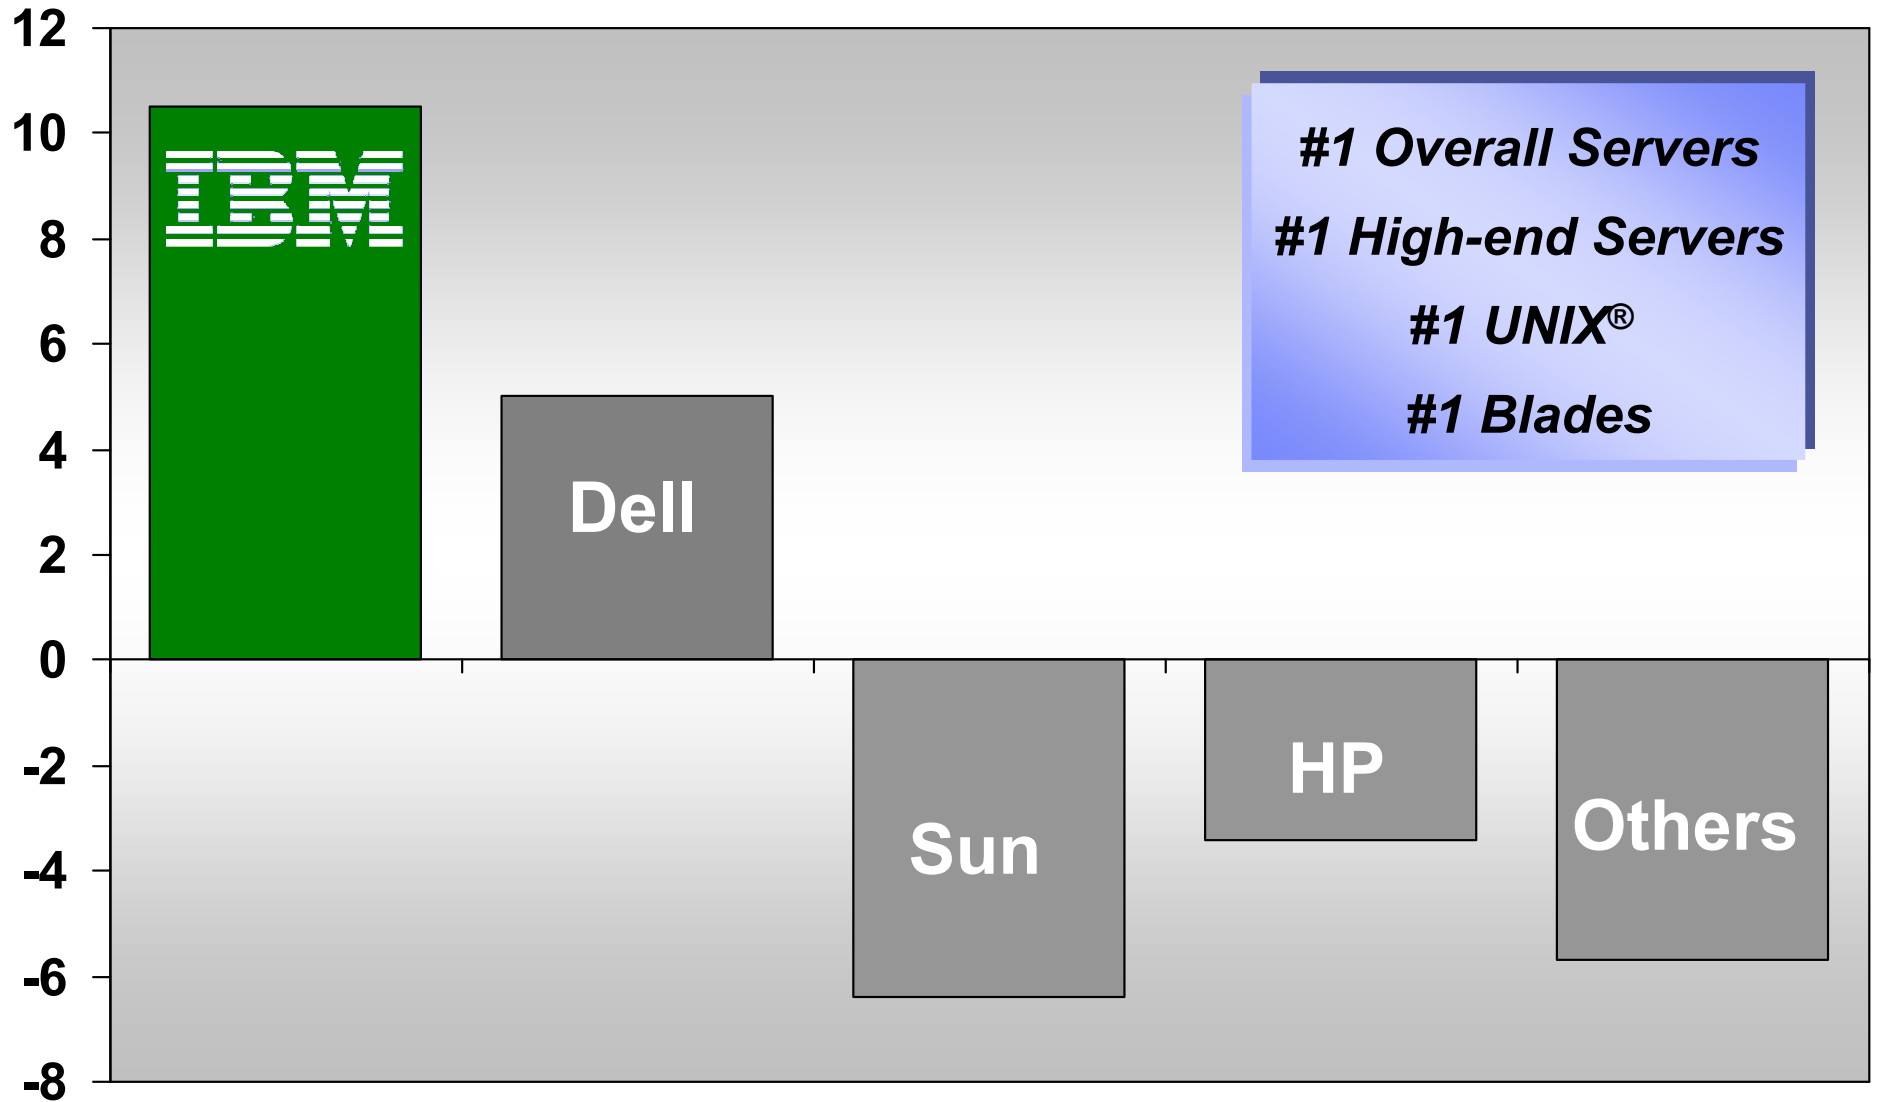 12
10
8
6
4
2
0
-2
-4
-6
-8
IBM
Dell
Sun
HP
Others
#1 Overall Servers
#1 High-end Servers
#1 UNIX®
#1 Blades